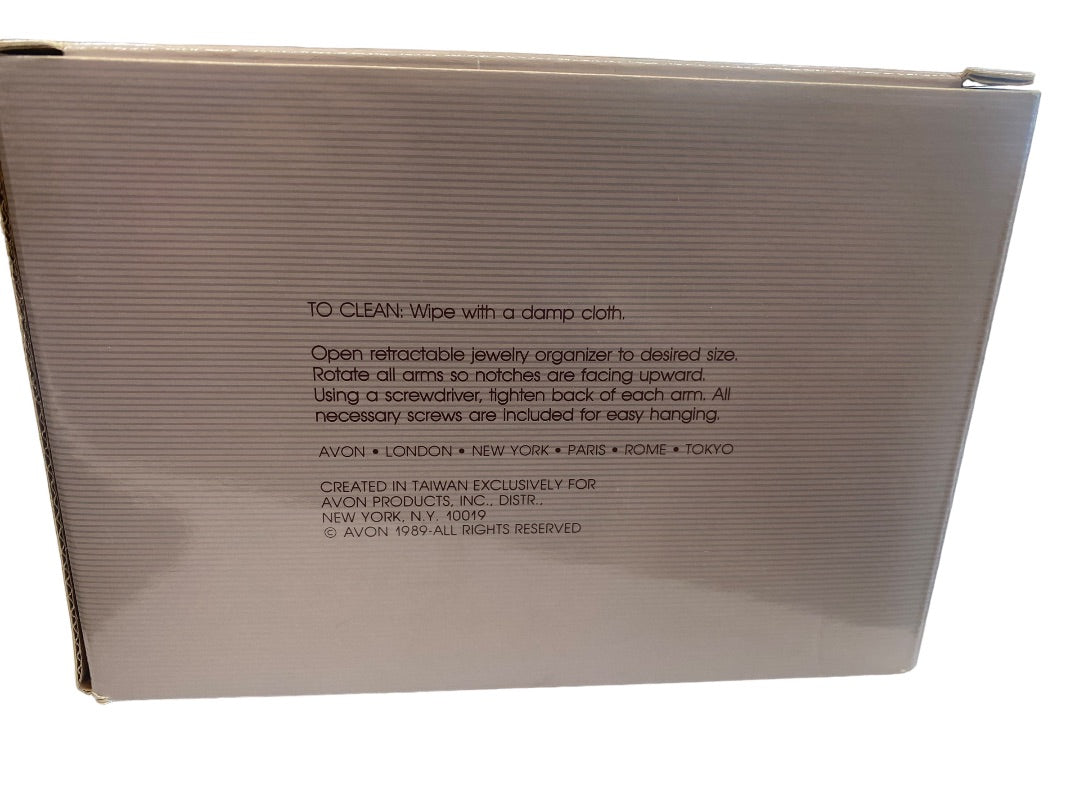 TO CLEAN: Wipe with a damp cloth.
Open retractable jewelry organizer to desired size.
Rotate all arms so notches are facing upward.
Using a screwdriver, tighten back of each arm. All
necessary screws are included for easy hanging.
AVON • LONDON • NEW YORK • PARIS • ROME • TOKYO
CREATED IN TAIWAN EXCLUSIVELY FOR
AVON PRODUCTS, INC., DISTR.,
NEW YORK, N.Y. 10019
© AVON 1989-ALL RIGHTS RESERVED